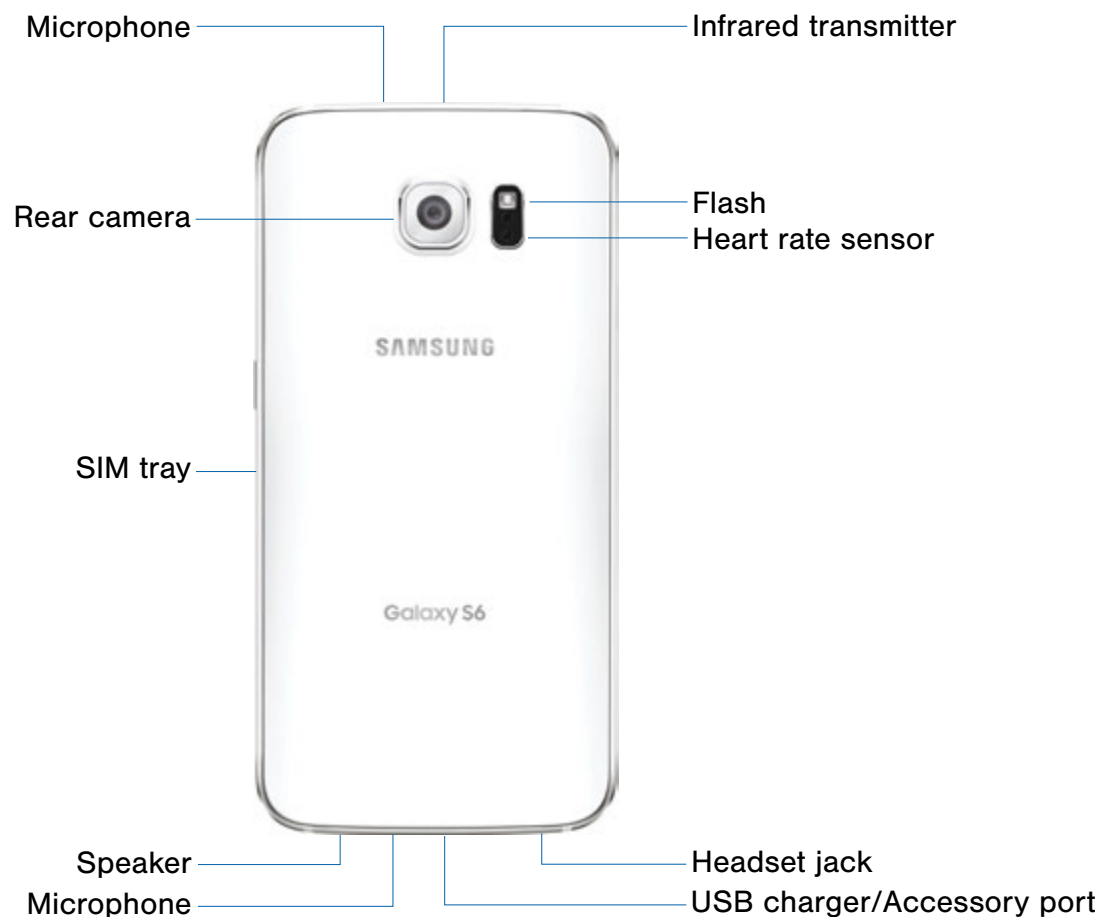 Microphone
Infrared transmitter
Rear camera
Flash
Heart rate sensor
SAMSUNG
SIM tray
Galaxy S6
Speaker
Headset jack
Microphone
USB charger/Accessory port